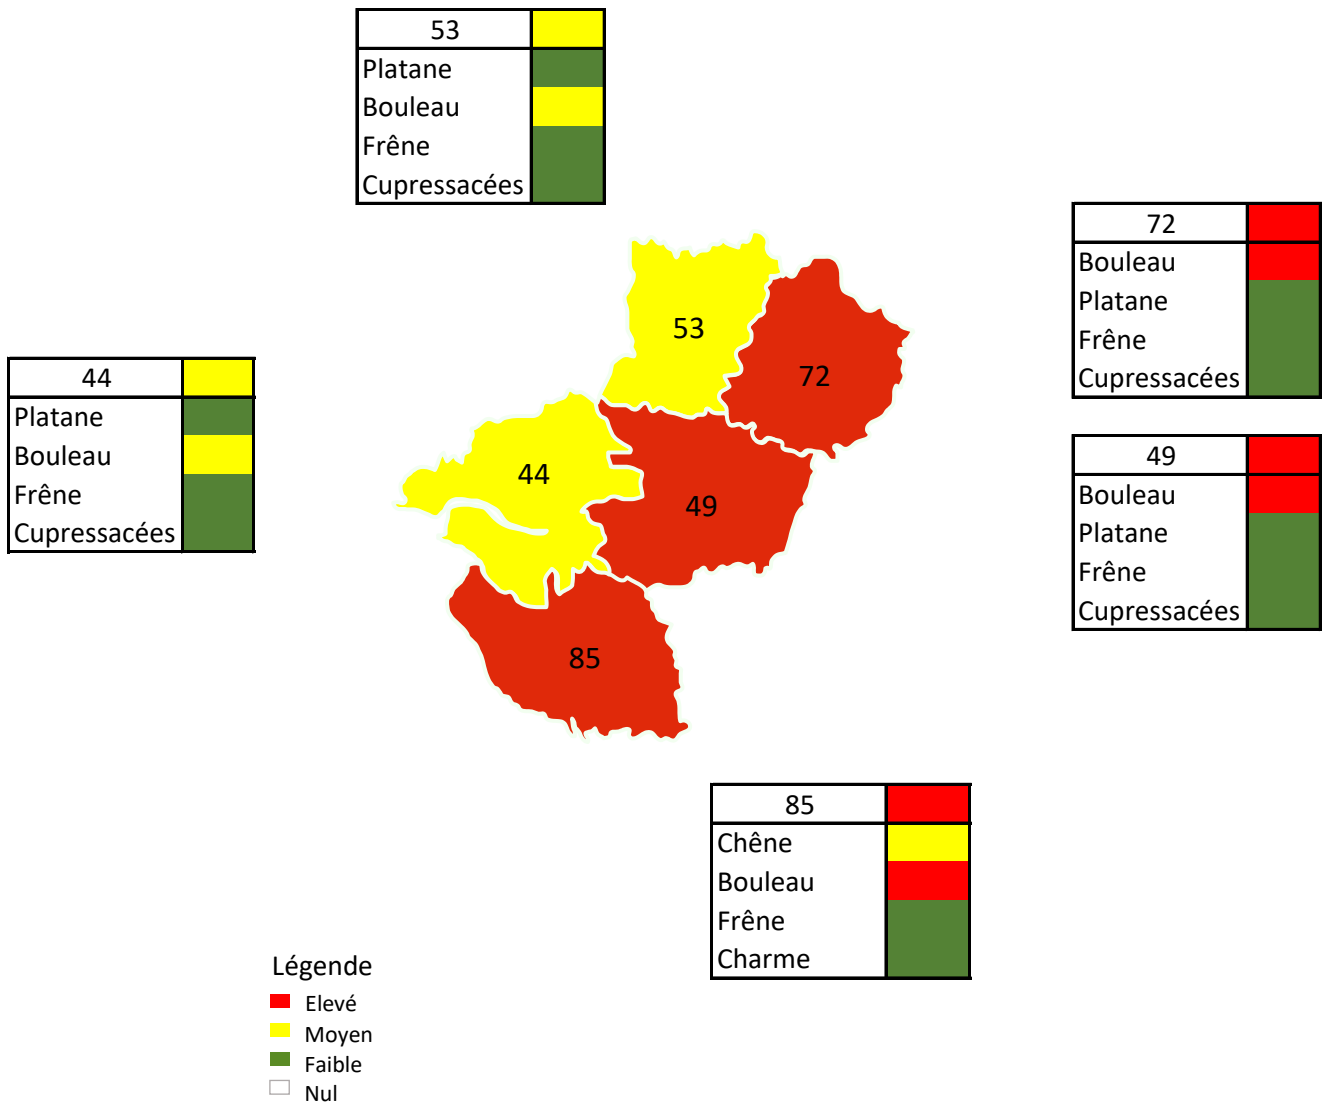 53
Platane
Bouleau
Frêne
Cupressacées
72
Bouleau
Platane
Frêne
Cupressacées
44
Platane
Bouleau
Frêne
Cupressacées
49
Bouleau
Platane
Frêne
Cupressacées
53
72
44
49
85
85
Chêne
Bouleau
Frêne
Charme
Légende
Elevé
Moyen
Faible
Nul